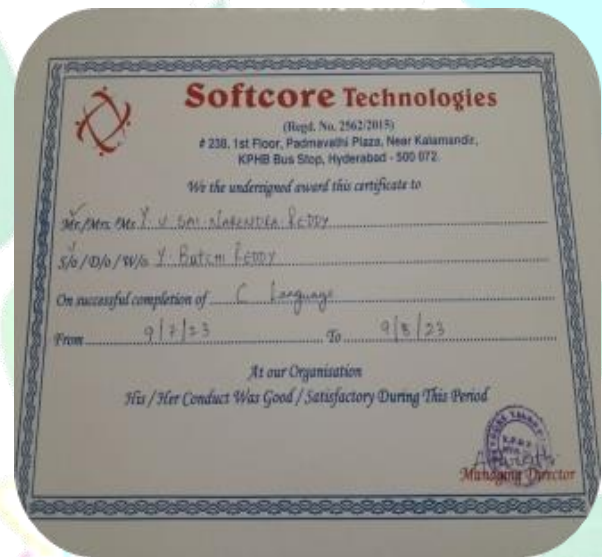 Softcore Technologies
(Regd. No. 2562/2015)
# 238, 1st Floor, Padmavathi Plaza, Near Kalamandir,
KPHB Bus Stop, Hyderabad - 500 072.
We the undersigned award this certificate to
Mr./Mrs./Ms Y. V SAI NARENDRA REDDY
S/o / D/o / W/o Y. Butchi REDDY
On successful completion of C Language
From 9/7/23 To 9/8/23
At our Organisation
His / Her Conduct Was Good / Satisfactory During This Period
Managing Director